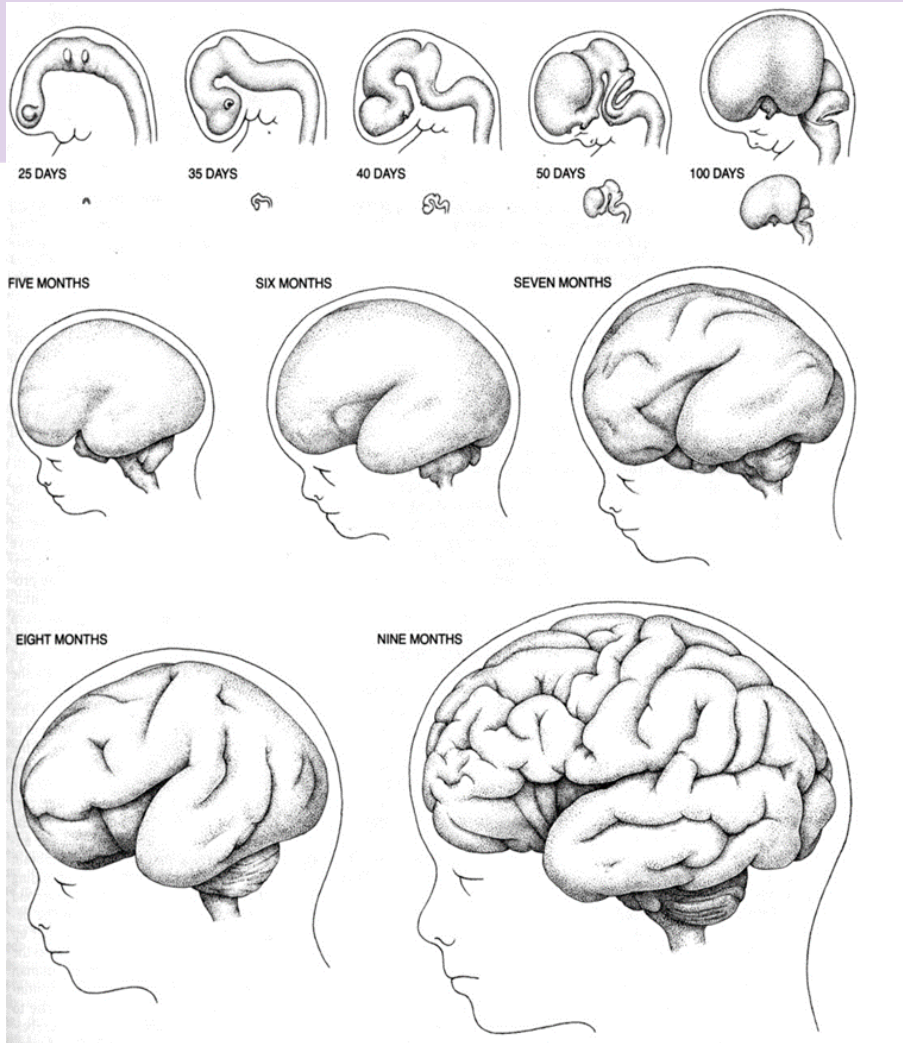 25 DAYS
35 DAYS
40 DAYS
50 DAYS
100 DAYS
FIVE MONTHS
SIX MONTHS
SEVEN MONTHS
EIGHT MONTHS
NINE MONTHS